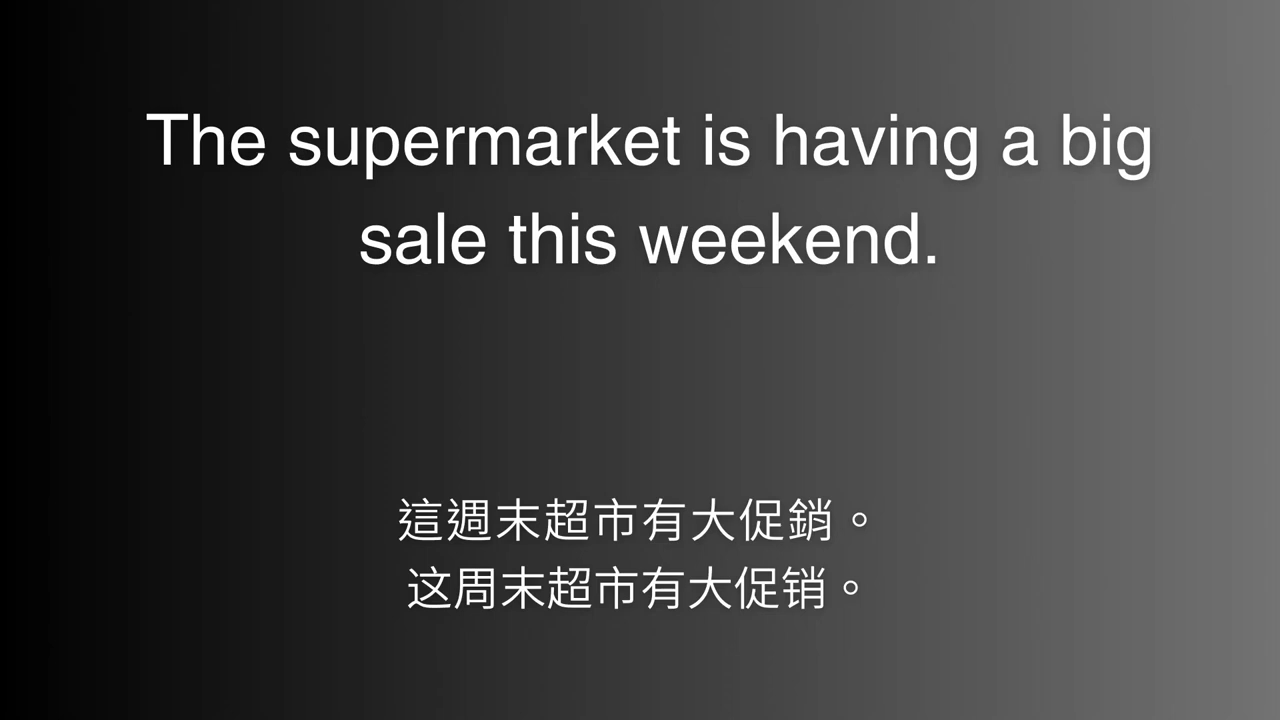 The supermarket is having a big
sale this weekend.
這週末超市有大促銷。
这周末超市有大促销。